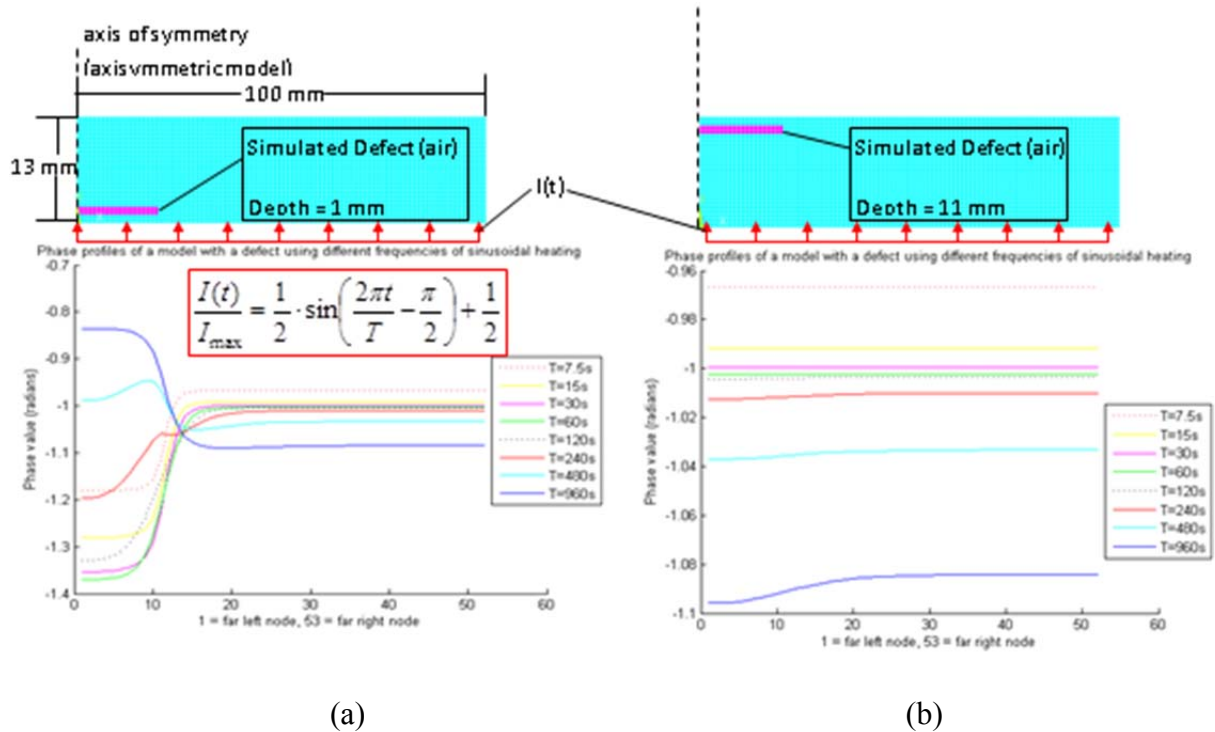 axis of symmetry
(axisymmetric model)
100 mm
13 mm
Simulated Defect (air)
Depth = 1 mm
I(t)
Simulated Defect (air)
Depth = 11 mm
Phase profiles of a model with a defect using different frequencies of sinusoidal heating
I(t)/I_max = 1/2 · sin(2πt/T − π/2) + 1/2
Phase value (radians)
-0.7
-0.8
-0.9
-1
-1.1
-1.2
-1.3
-1.4
0 10 20 30 40 50 60
1 = far left node, 53 = far right node
T=7.5s
T=15s
T=30s
T=60s
T=120s
T=240s
T=480s
T=960s
Phase profiles of a model with a defect using different frequencies of sinusoidal heating
Phase value (radians)
-0.96
-0.98
-1
-1.02
-1.04
-1.06
-1.08
-1.1
0 10 20 30 40 50 60
1 = far left node, 53 = far right node
T=7.5s
T=15s
T=30s
T=60s
T=120s
T=240s
T=480s
T=960s
(a)
(b)